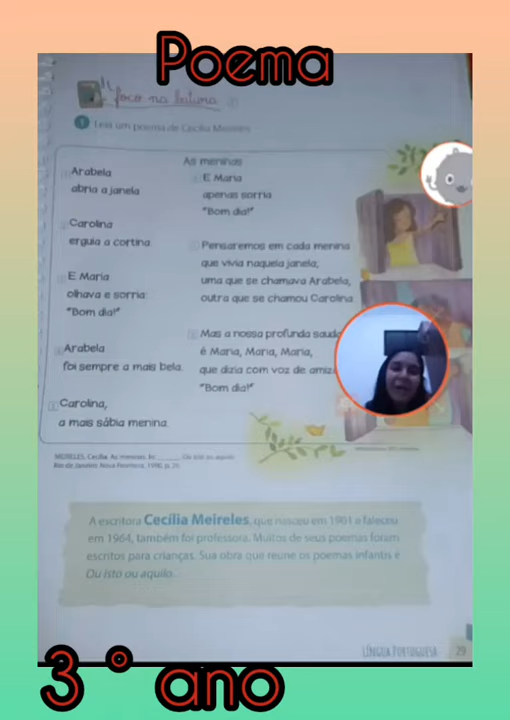 Poema
foco na leitura
1 Leia um poema de Cecília Meireles.
As meninas
Arabela
abria a janela.
Carolina
erguia a cortina.
E Maria
olhava e sorria:
"Bom dia!"
Arabela
foi sempre a mais bela.
Carolina,
a mais sábia menina.
E Maria
apenas sorria:
"Bom dia!"
Pensaremos em cada menina
que vivia naquela janela;
uma que se chamava Arabela,
outra que se chamou Carolina.
Mas a nossa profunda
é Maria, Maria, Maria,
que dizia com voz de
"Bom dia!"
MEIRELES, Cecília. As meninas. In: ______. Ou isto ou aquilo.
Rio de Janeiro: Nova Fronteira, 1990. p.
A escritora Cecília Meireles, que nasceu em 1901 e faleceu
em 1964, também foi professora. Muitos de seus poemas foram
escritos para crianças. Sua obra que reúne os poemas infantis é
Ou isto ou aquilo.
LÍNGUA PORTUGUESA 29
3 ° ano